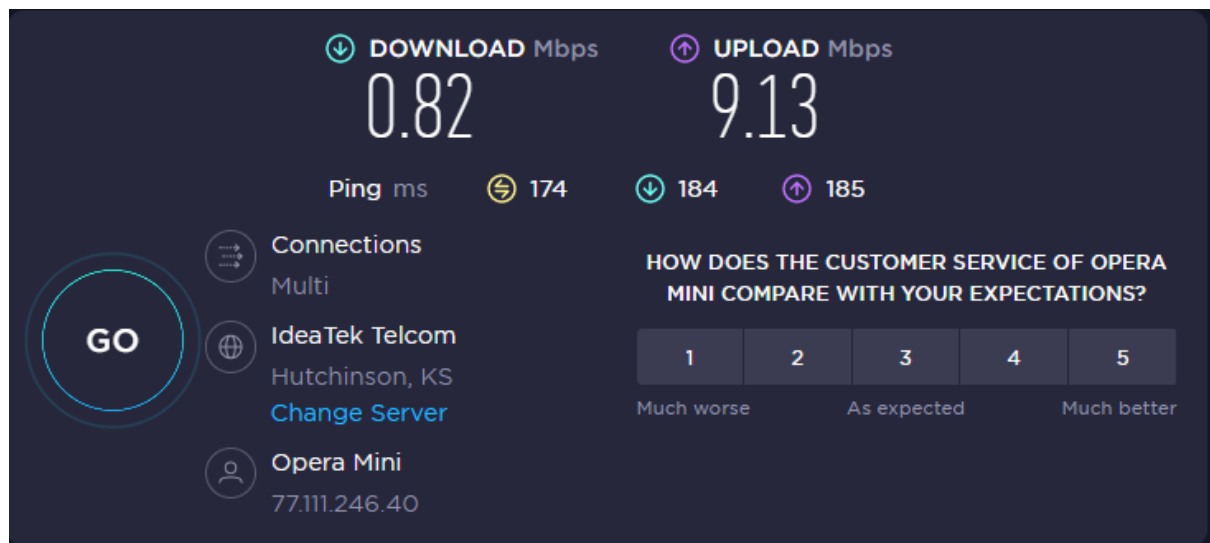 DOWNLOAD Mbps
0.82
UPLOAD Mbps
9.13
Ping ms 174 184 185
GO
Connections
Multi
IdeaTek Telcom
Hutchinson, KS
Change Server
Opera Mini
77.111.246.40
HOW DOES THE CUSTOMER SERVICE OF OPERA
MINI COMPARE WITH YOUR EXPECTATIONS?
1 2 3 4 5
Much worse As expected Much better